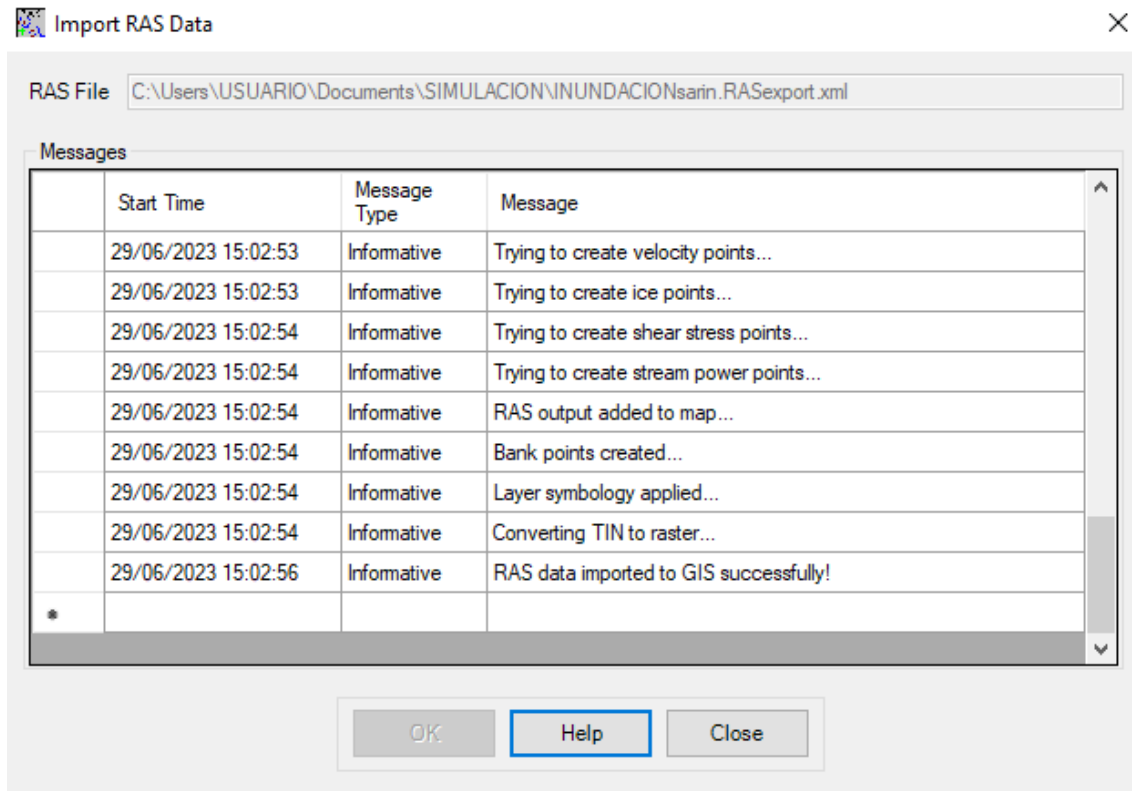 Import RAS Data
RAS File C:\Users\USUARIO\Documents\SIMULACION\INUNDACIONsarin.RASexport.xml
Messages
Start Time Message Type Message
29/06/2023 15:02:53 Informative Trying to create velocity points...
29/06/2023 15:02:53 Informative Trying to create ice points...
29/06/2023 15:02:54 Informative Trying to create shear stress points...
29/06/2023 15:02:54 Informative Trying to create stream power points...
29/06/2023 15:02:54 Informative RAS output added to map...
29/06/2023 15:02:54 Informative Bank points created...
29/06/2023 15:02:54 Informative Layer symbology applied...
29/06/2023 15:02:54 Informative Converting TIN to raster...
29/06/2023 15:02:56 Informative RAS data imported to GIS successfully!
*
OK Help Close